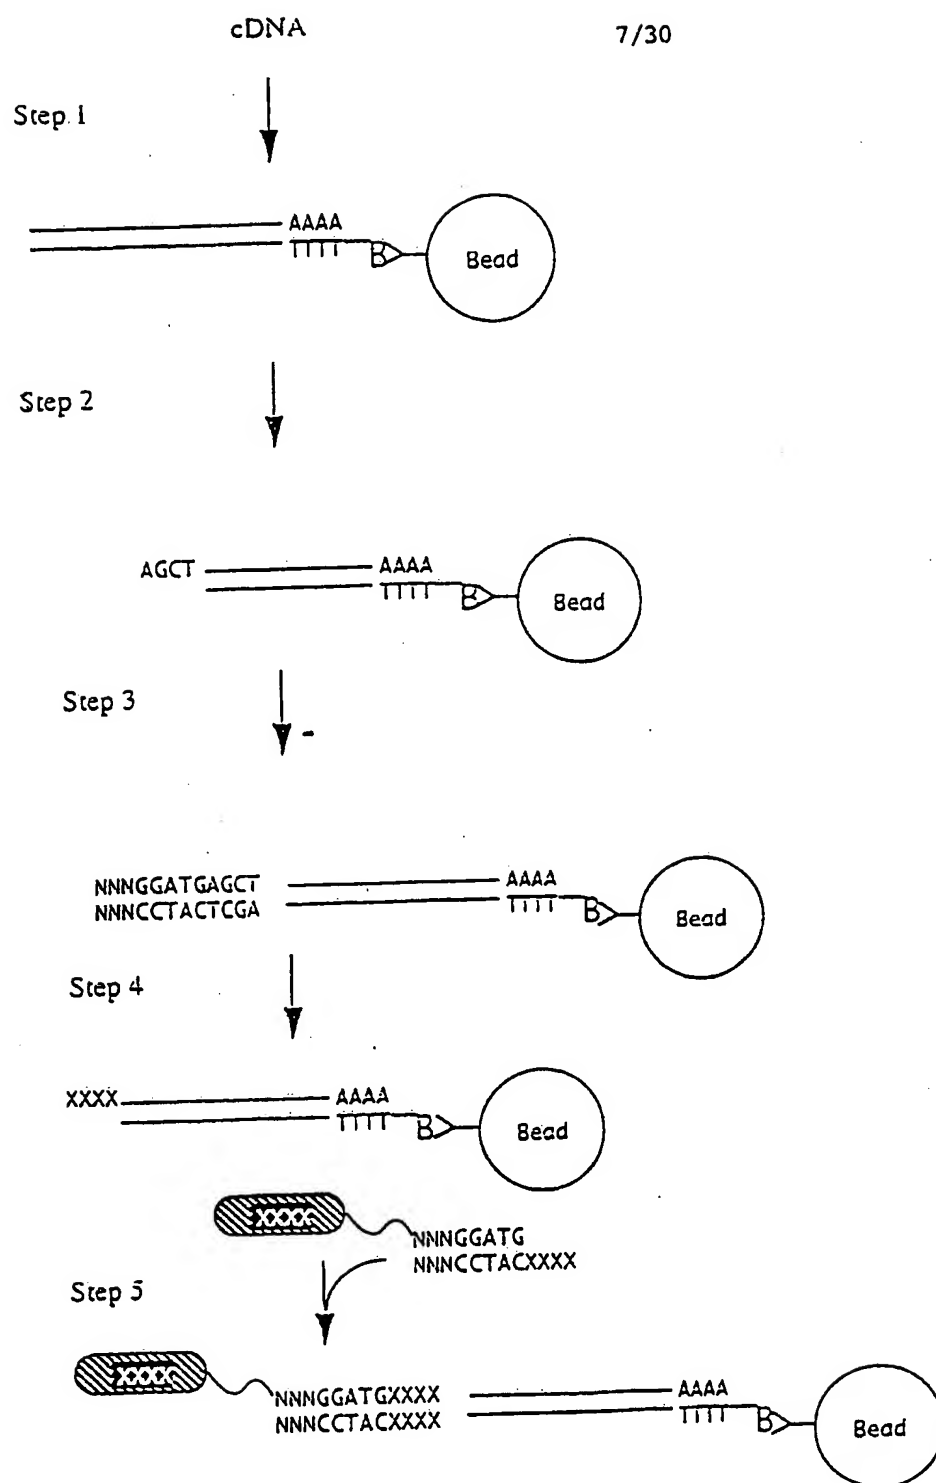 cDNA 7/30
Step 1
AAAA
TTTT B Bead
Step 2
AGCT AAAA
TTTT B Bead
Step 3
NNNGGATGAGCT AAAA
NNNCCTACTCGA TTTT B Bead
Step 4
XXXX AAAA
TTTT B Bead
XXXX
NNNGGATG
NNNCCTACXXXX
Step 5
XXXX
NNNGGATGXXXX AAAA
NNNCCTACXXXX TTTT B Bead